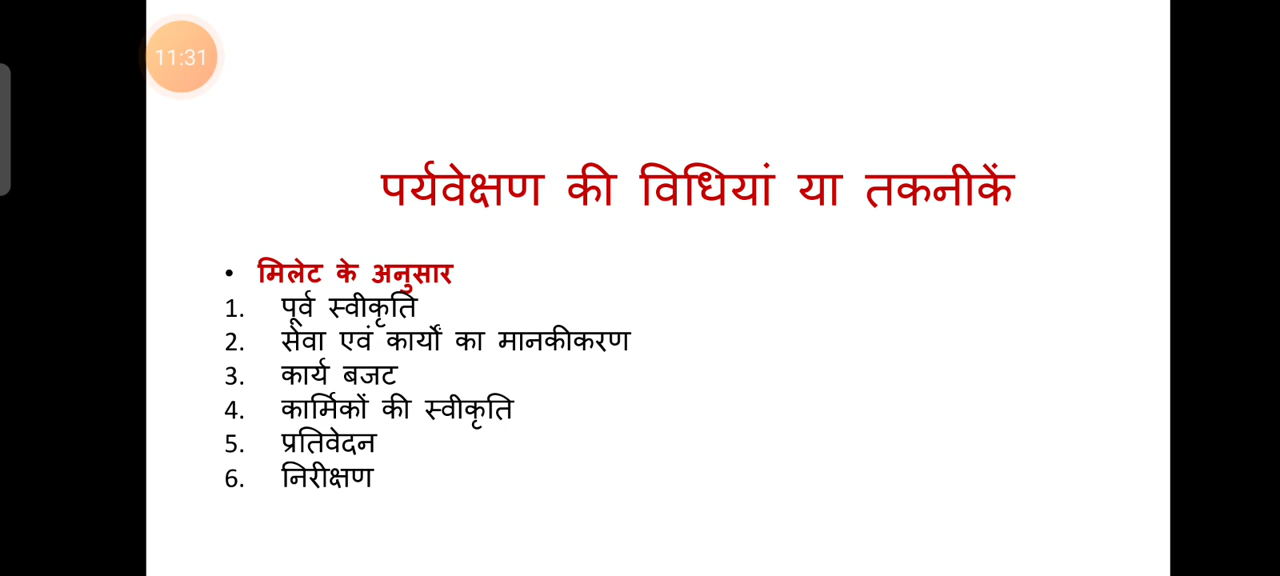 11:31
पर्यवेक्षण की विधियां या तकनीकें
• मिलेट के अनुसार
1. पूर्व स्वीकृति
2. सेवा एवं कार्यों का मानकीकरण
3. कार्य बजट
4. कार्मिकों की स्वीकृति
5. प्रतिवेदन
6. निरीक्षण